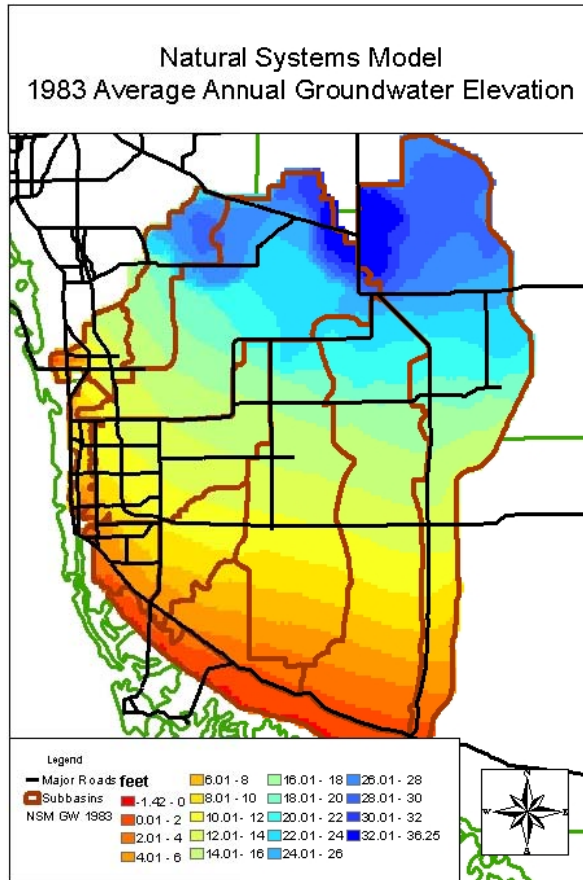 Natural Systems Model
1983 Average Annual Groundwater Elevation
Legend
Major Roads
Subbasins
NSM GW 1983
feet
-1.42 - 0
0.01 - 2
2.01 - 4
4.01 - 6
6.01 - 8
8.01 - 10
10.01 - 12
12.01 - 14
14.01 - 16
16.01 - 18
18.01 - 20
20.01 - 22
22.01 - 24
24.01 - 26
26.01 - 28
28.01 - 30
30.01 - 32
32.01 - 36.25
N
W
E
S